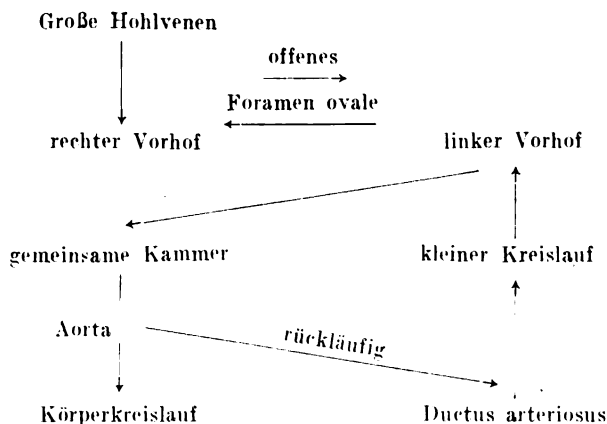 Große Hohlvenen
offenes
Foramen ovale
rechter Vorhof
linker Vorhof
gemeinsame Kammer
kleiner Kreislauf
Aorta
rückläufig
Körperkreislauf
Ductus arteriosus